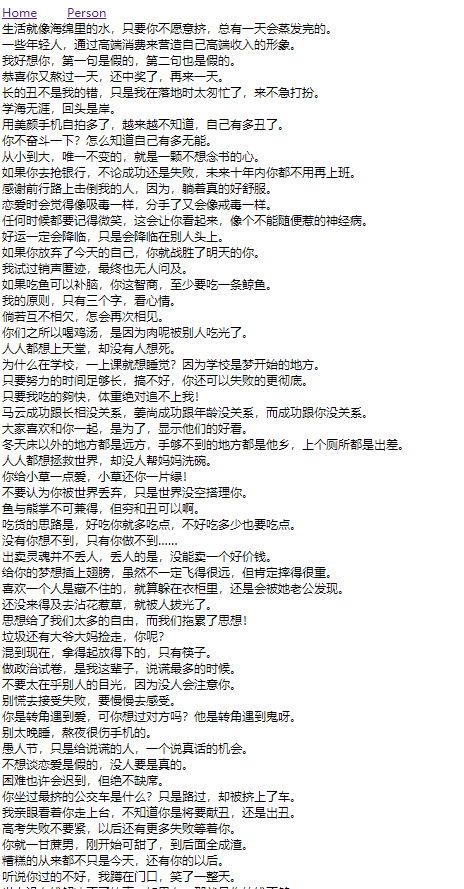 Home Person
生活就像海绵里的水，只要你不愿意挤，总有一天会蒸发完的。
一些年轻人，通过高端消费来营造自己高端收入的形象。
我好想你，第一句是假的，第二句也是假的。
恭喜你又熬过一天，还中奖了，再来一天。
长的丑不是我的错，只是我在落地时太匆忙了，来不急打扮。
学海无涯，回头是岸。
用美颜手机自拍多了，越来越不知道，自己有多丑了。
你不奋斗一下？怎么知道自己有多无能。
从小到大，唯一不变的，就是一颗不想念书的心。
如果你去抢银行，不论成功还是失败，未来十年内你都不用再上班。
感谢前行路上击倒我的人，因为，躺着真的好舒服。
恋爱时会觉得像吸毒一样，分手了又会像戒毒一样。
任何时候都要记得微笑，这会让你看起来，像个不能随便惹的神经病。
好运一定会降临，只是会降临在别人头上。
如果你放弃了今天的自己，你就战胜了明天的你。
我试过销声匿迹，最终也无人问及。
如果吃鱼可以补脑，你这智商，至少要吃一条鲸鱼。
我的原则，只有三个字，看心情。
倘若互不相欠，怎会再次相见。
你们之所以喝鸡汤，是因为肉呢被别人吃光了。
人人都想上天堂，却没有人想死。
为什么在学校，一上课就想睡觉？因为学校是梦开始的地方。
只要努力的时间足够长，搞不好，你还可以失败的更彻底。
只要我吃的夠快，体重绝对追不上我！
马云成功跟长相没关系，姜尚成功跟年龄没关系，而成功跟你没关系。
大家喜欢和你一起，是为了，显示他们的好看。
冬天床以外的地方都是远方，手够不到的地方都是他乡，上个厕所都是出差。
人人都想拯救世界，却没人帮妈妈洗碗。
你给小草一点爱，小草还你一片绿！
不要认为你被世界丢弃，只是世界没空搭理你。
鱼与熊掌不可兼得，但穷和丑可以啊。
吃货的思路是，好吃你就多吃点，不好吃多少也要吃点。
没有你想不到，只有你做不到……
出卖灵魂并不丢人，丢人的是，没能卖一个好价钱。
给你的梦想插上翅膀，虽然不一定飞得很远，但肯定摔得很重。
喜欢一个人是藏不住的，就算躲在衣柜里，还是会被她老公发现。
还没来得及去沾花惹草，就被人拔光了。
思想给了我们太多的自由，而我们拖累了思想！
垃圾还有大爷大妈捡走，你呢？
混到现在，拿得起放得下的，只有筷子。
做政治试卷，是我这辈子，说谎最多的时候。
不要太在乎别人的目光，因为没人会注意你。
别慌去接受失败，要慢慢去感受。
你是转角遇到爱，可你想过对方吗？他是转角遇到鬼呀。
别太晚睡，熬夜很伤手机的。
愚人节，只是给说谎的人，一个说真话的机会。
不想谈恋爱是假的，没人要是真的。
困难也许会迟到，但绝不缺席。
你坐过最挤的公交车是什么？只是路过，却被挤上了车。
我亲眼看着你走上台，不知道你是将要献丑，还是出丑。
高考失败不要紧，以后还有更多失败等着你。
你就一甘蔗男，刚开始可甜了，到后面全成渣。
糟糕的从来都不只是今天，还有你的以后。
听说你过的不好，我蹲在门口，笑了一整天。